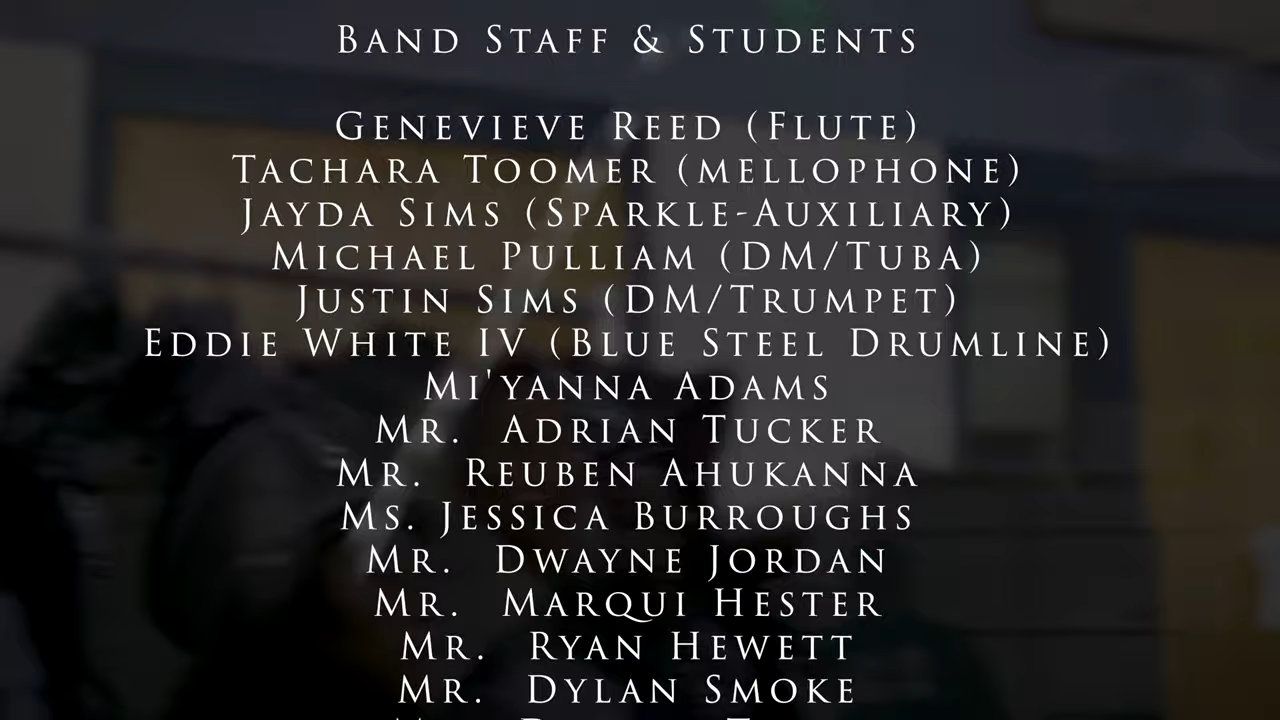 Band Staff & Students
Genevieve Reed (Flute)
Tachara Toomer (mellophone)
Jayda Sims (Sparkle-Auxiliary)
Michael Pulliam (DM/Tuba)
Justin Sims (DM/Trumpet)
Eddie White IV (Blue Steel Drumline)
Mi'yanna Adams
Mr. Adrian Tucker
Mr. Reuben Ahukanna
Ms. Jessica Burroughs
Mr. Dwayne Jordan
Mr. Marqui Hester
Mr. Ryan Hewett
Mr. Dylan Smoke